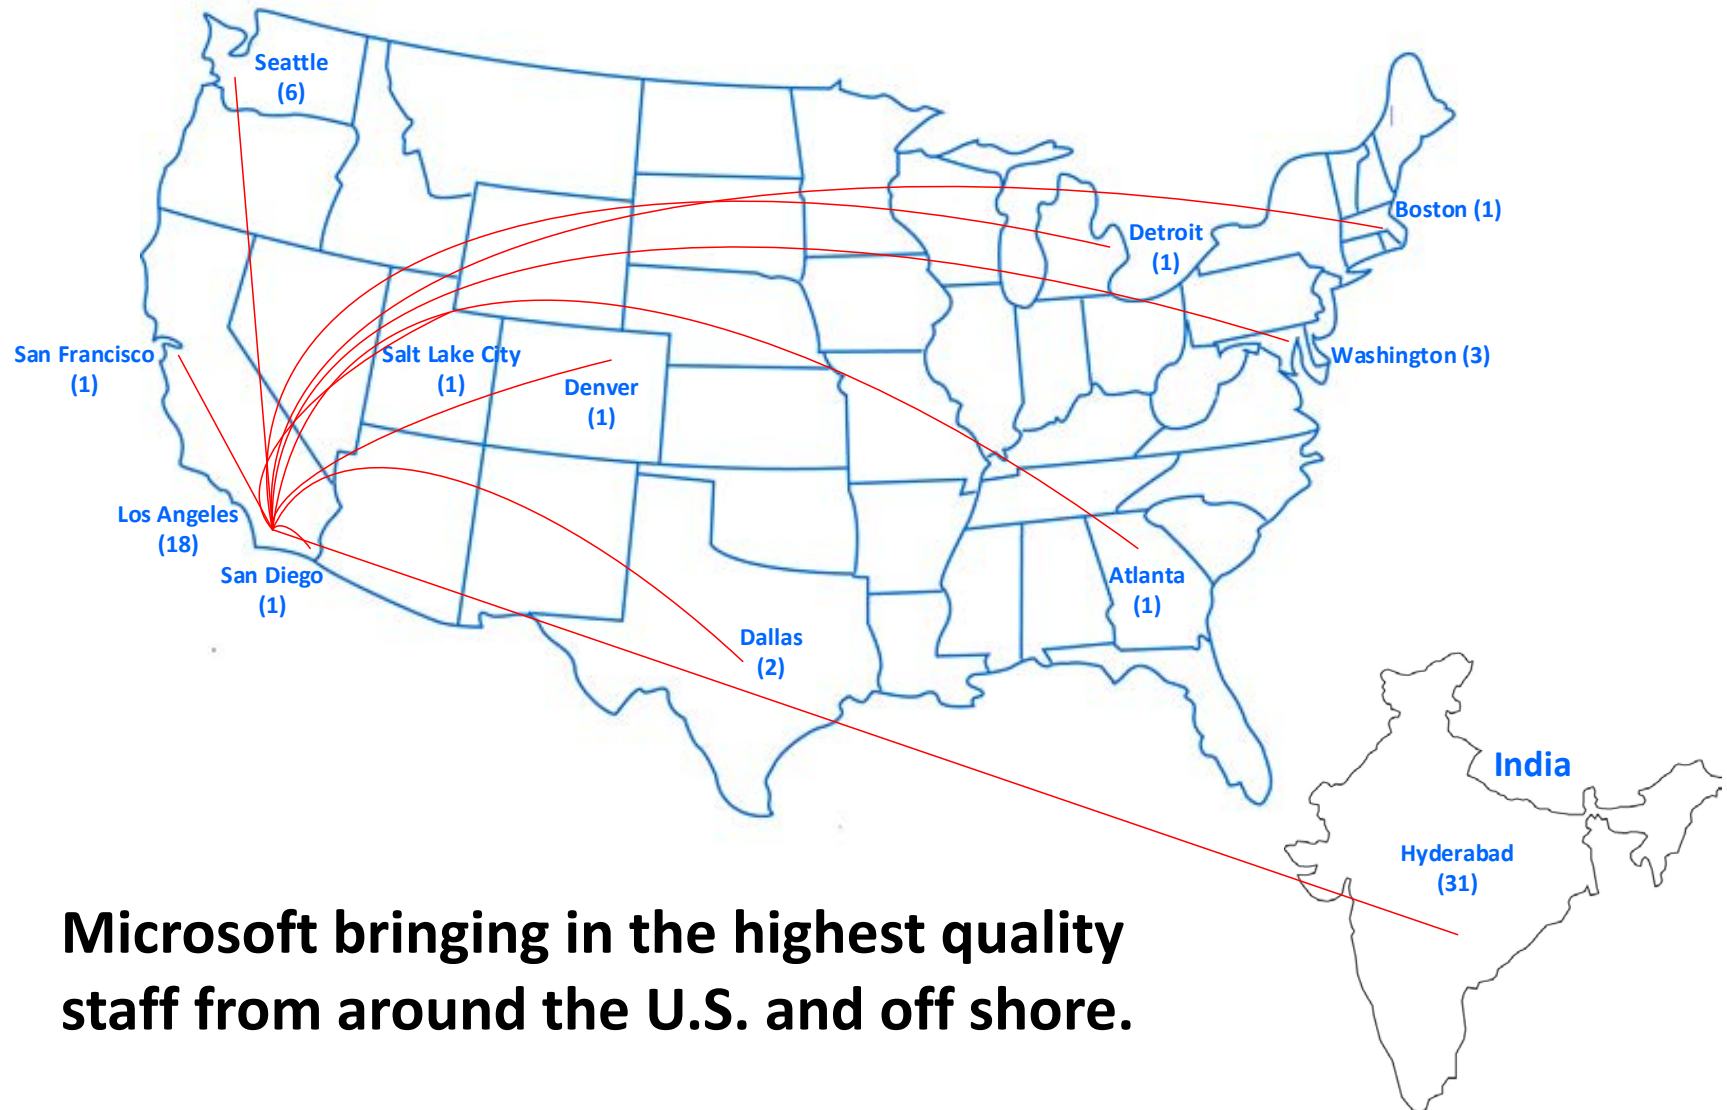 Seattle
(6)
Boston (1)
Detroit
(1)
San Francisco
(1)
Salt Lake City
(1)
Washington (3)
Denver
(1)
Los Angeles
(18)
San Diego
(1)
Atlanta
(1)
Dallas
(2)
India
Hyderabad
(31)
Microsoft bringing in the highest quality
staff from around the U.S. and off shore.